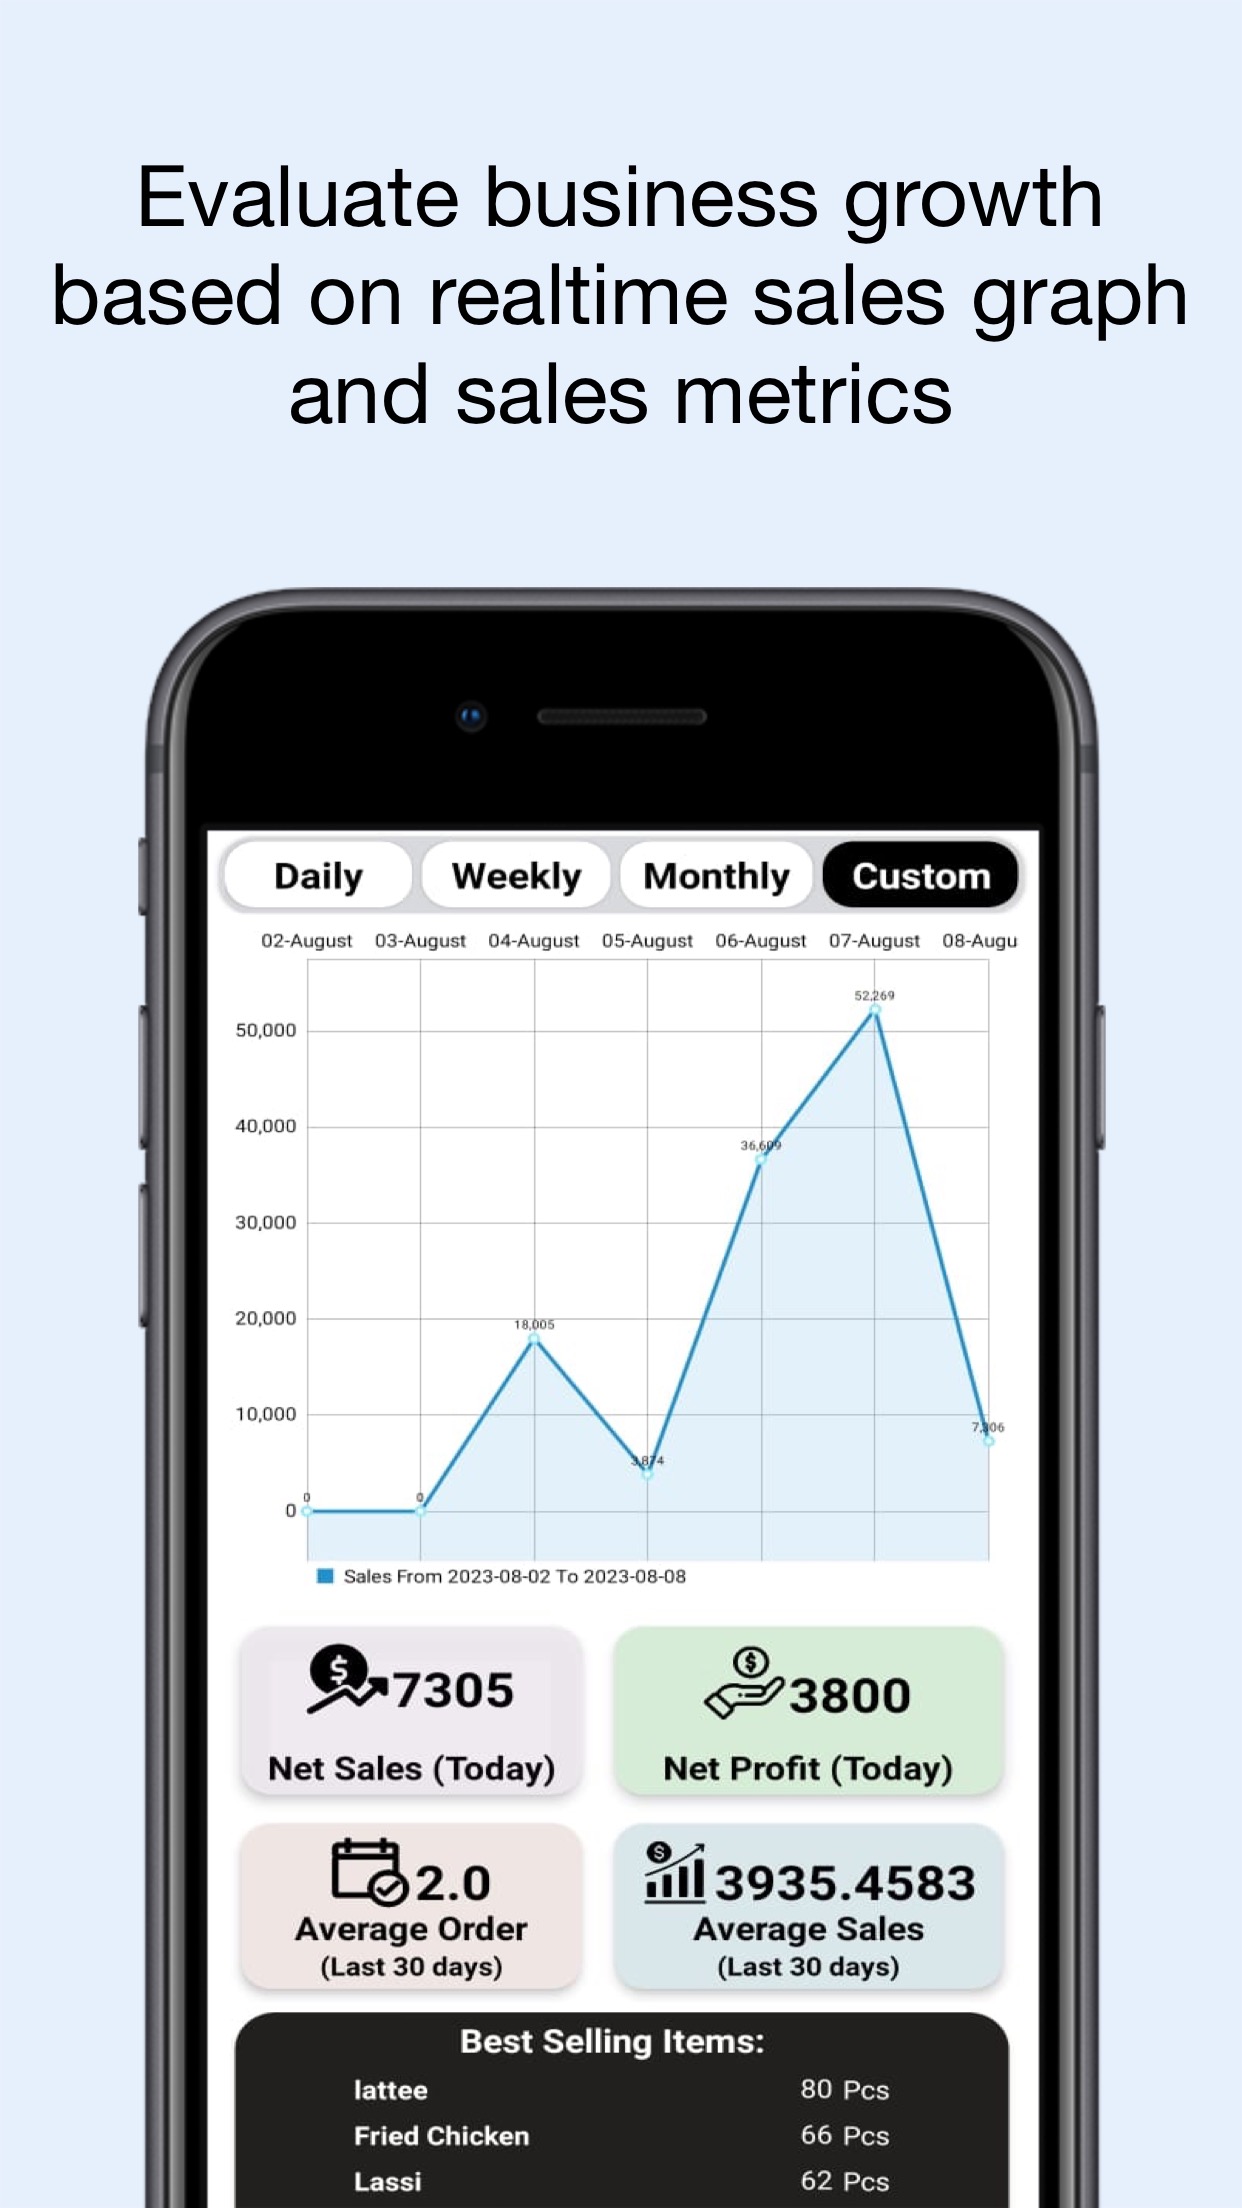 Evaluate business growth
based on realtime sales graph
and sales metrics
Daily Weekly Monthly Custom
02-August 03-August 04-August 05-August 06-August 07-August 08-Augu
52,269
50,000
40,000
36,609
30,000
20,000
18,005
10,000
7,306
3,874
0
0
0
Sales From 2023-08-02 To 2023-08-08
$ 7305
Net Sales (Today)
$ 3800
Net Profit (Today)
2.0
Average Order
(Last 30 days)
$ 3935.4583
Average Sales
(Last 30 days)
Best Selling Items:
lattee 80 Pcs
Fried Chicken 66 Pcs
Lassi 62 Pcs